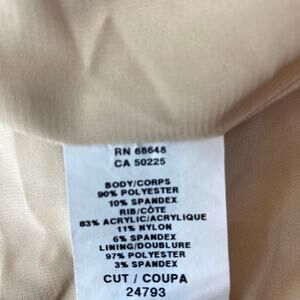 RN 68648
CA 50225
BODY/CORPS
90% POLYESTER
10% SPANDEX
RIB/CÔTE
83% ACRYLIC/ACRYLIQUE
11% NYLON
6% SPANDEX
LINING/DOUBLURE
97% POLYESTER
3% SPANDEX
CUT / COUPA
24793